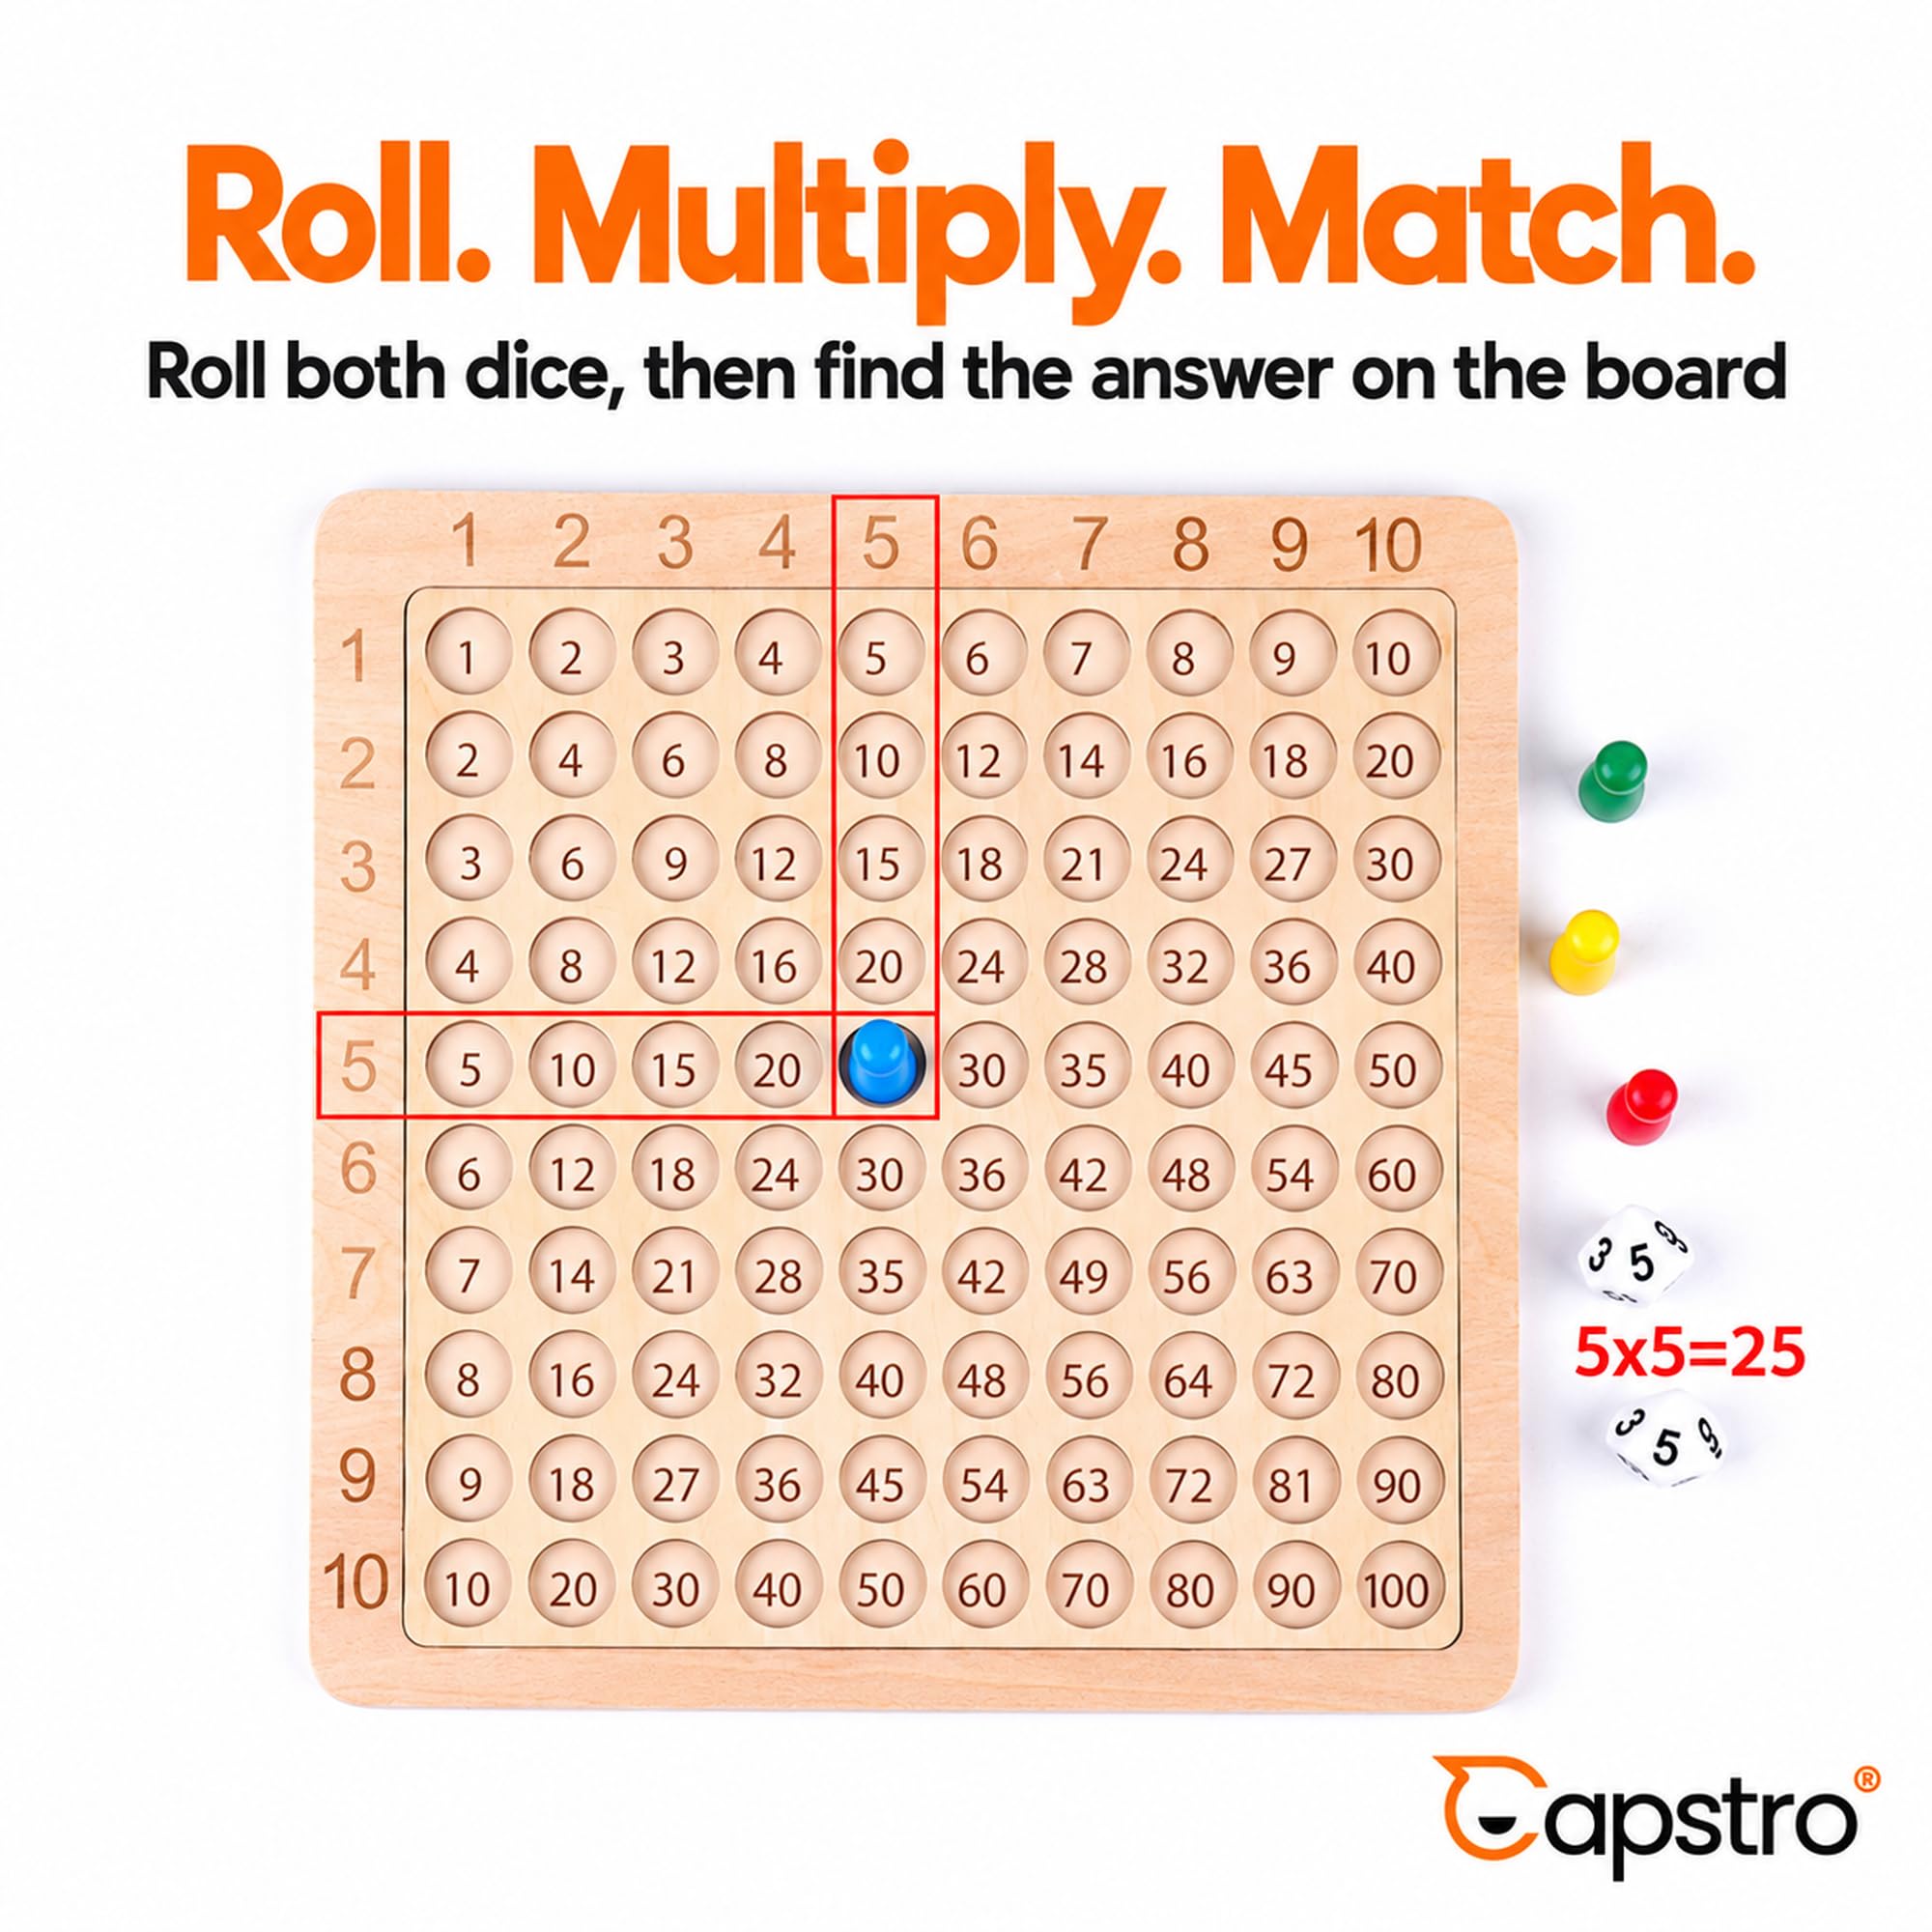 Roll. Multiply. Match.
Roll both dice, then find the answer on the board
1 2 3 4 5 6 7 8 9 10
1 1 2 3 4 5 6 7 8 9 10
2 2 4 6 8 10 12 14 16 18 20
3 3 6 9 12 15 18 21 24 27 30
4 4 8 12 16 20 24 28 32 36 40
5 5 10 15 20 30 35 40 45 50
6 6 12 18 24 30 36 42 48 54 60
7 7 14 21 28 35 42 49 56 63 70
8 8 16 24 32 40 48 56 64 72 80
9 9 18 27 36 45 54 63 72 81 90
10 10 20 30 40 50 60 70 80 90 100
3 5 9
5x5=25
3 5 9
Capstro®